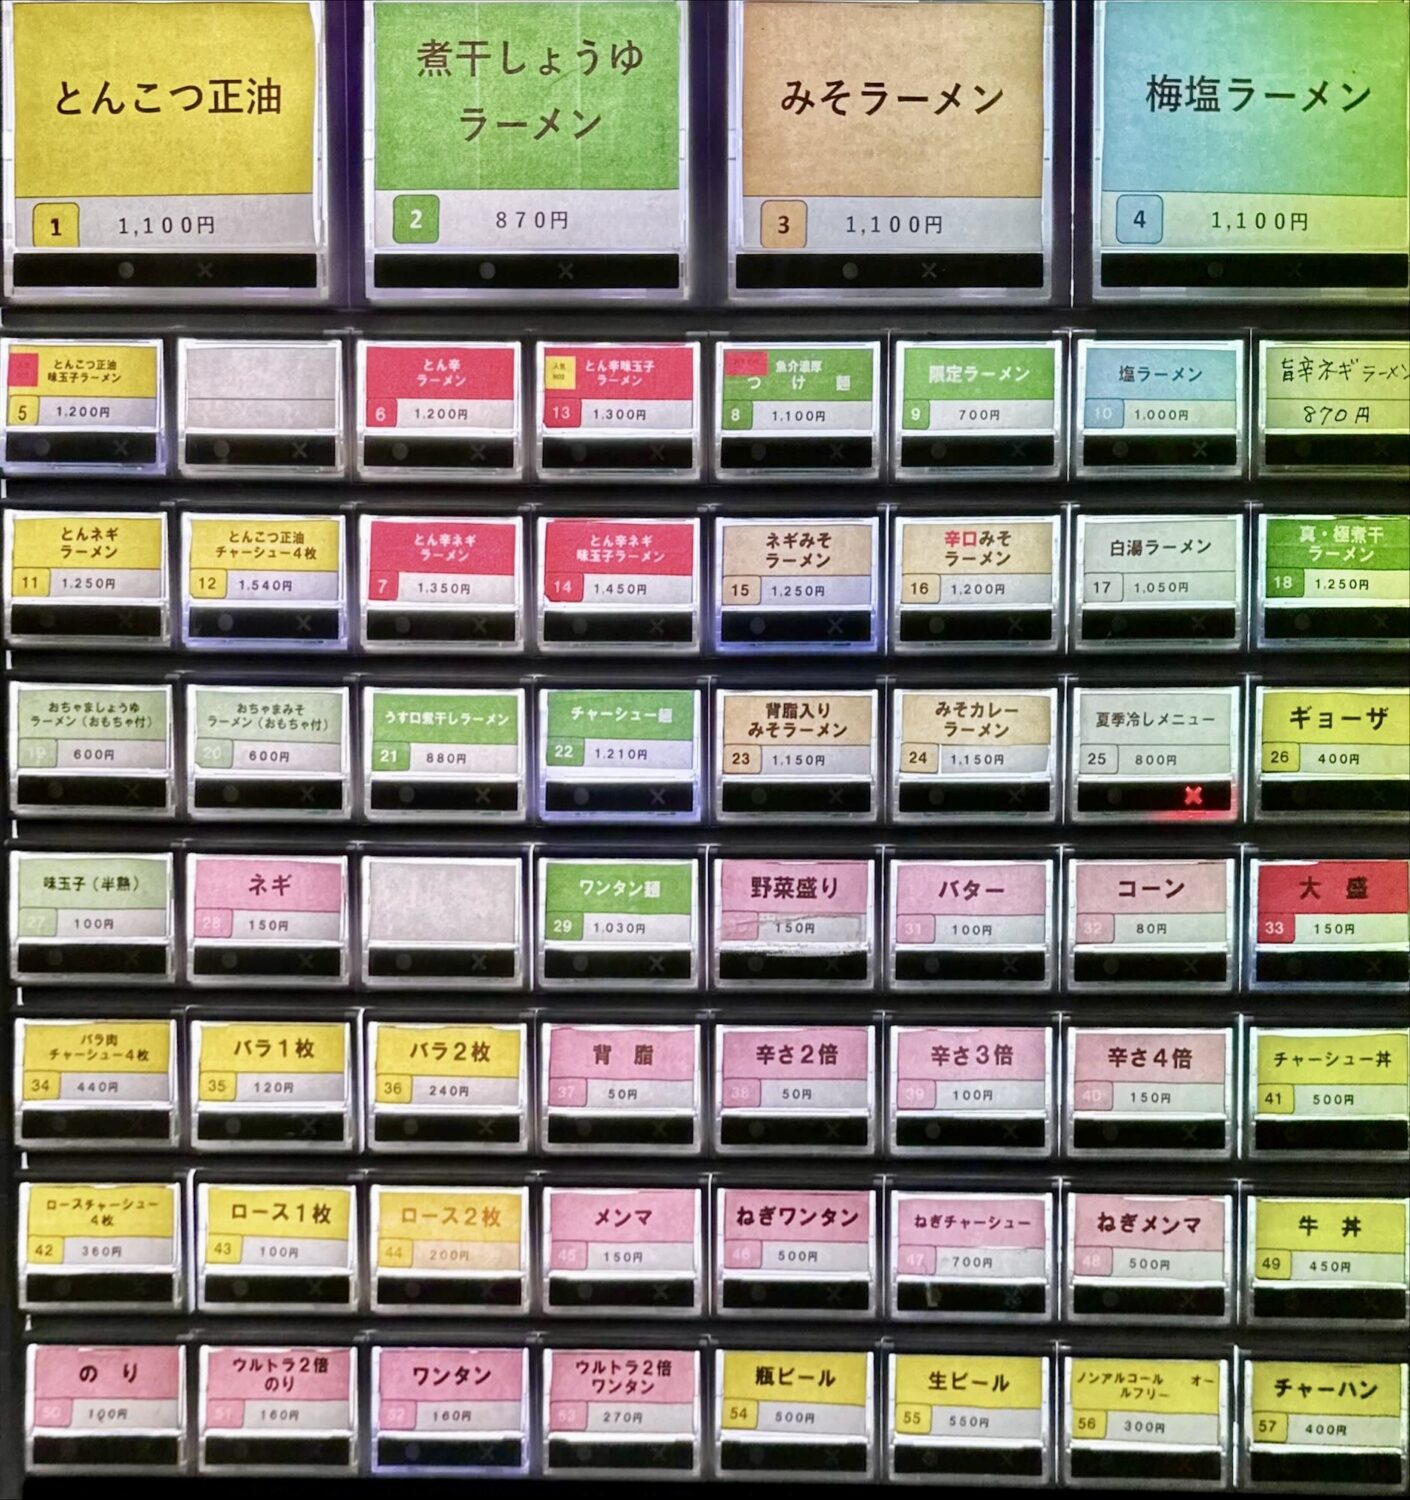 とんこつ正油
1 1,100円
煮干しょうゆ
ラーメン
2 870円
みそラーメン
3 1,100円
梅塩ラーメン
4 1,100円
とんこつ正油
味玉子ラーメン
5 1.200円
とん辛
ラーメン
6 1.200円
とん辛味玉子
ラーメン
13 1.300円
魚介濃厚
つけ麺
8 1,100円
限定ラーメン
9 700円
塩ラーメン
10 1.000円
旨辛ネギラーメン
870円
とんネギ
ラーメン
11 1.250円
とんこつ正油
チャーシュー4枚
12 1.540円
とん辛ネギ
ラーメン
7 1.350円
とん辛ネギ
味玉子ラーメン
14 1.450円
ネギみそ
ラーメン
15 1.250円
辛口みそ
ラーメン
16 1.200円
白湯ラーメン
17 1,050円
真・極煮干
ラーメン
18 1.250円
おちゃましょうゆ
ラーメン（おもちゃ付）
19 600円
おちゃまみそ
ラーメン（おもちゃ付）
20 600円
うす口煮干しラーメン
21 880円
チャーシュー麺
22 1.210円
背脂入り
みそラーメン
23 1,150円
みそカレー
ラーメン
24 1,150円
夏季冷しメニュー
25 800円
ギョーザ
26 400円
味玉子（半熟）
27 100円
ネギ
28 150円
ワンタン麺
29 1.030円
野菜盛り
150円
バター
31 100円
コーン
32 80円
大盛
33 150円
バラ肉
チャーシュー4枚
34 440円
バラ1枚
35 120円
バラ2枚
36 240円
背脂
37 50円
辛さ2倍
38 50円
辛さ3倍
39 100円
辛さ4倍
40 150円
チャーシュー丼
41 500円
ロースチャーシュー
4枚
42 360円
ロース1枚
43 100円
ロース2枚
44 200円
メンマ
45 150円
ねぎワンタン
46 500円
ねぎチャーシュー
47 700円
ねぎメンマ
48 500円
牛丼
49 450円
のり
50 100円
ウルトラ2倍
のり
51 160円
ワンタン
52 160円
ウルトラ2倍
ワンタン
53 270円
瓶ビール
54 500円
生ビール
55 550円
ノンアルコール オー
ルフリー
56 300円
チャーハン
57 400円